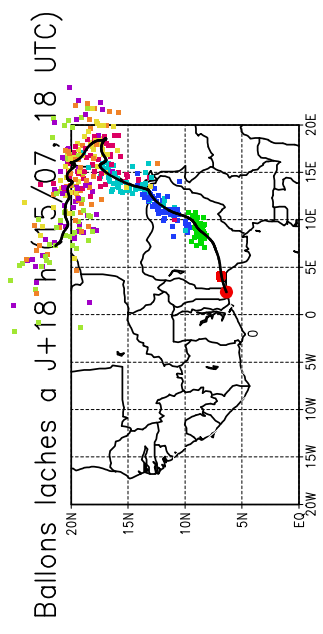 Ballons laches a J+18 h (15/07, 18 UTC)
20N
15N
10N
5N
EQ
20W
15W
10W
5W
0
5E
10E
15E
20E
0